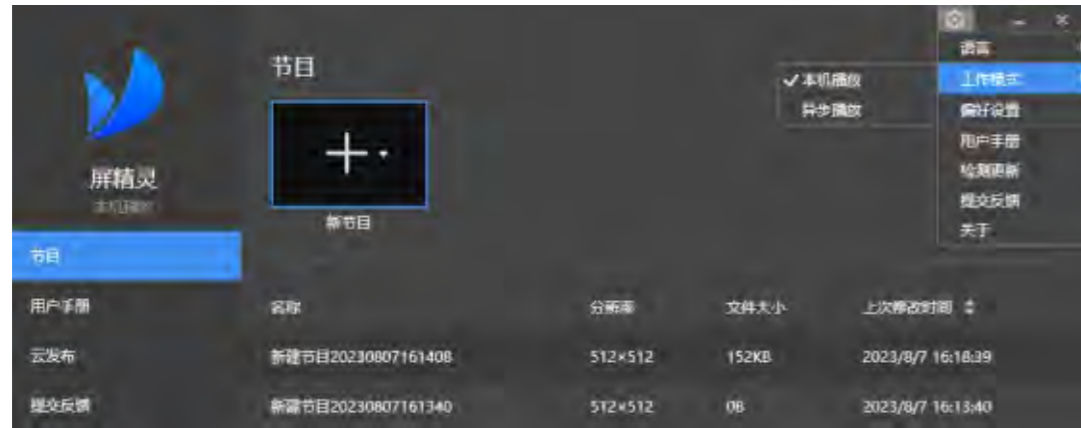 节目
✓ 本机播放
异步播放
语言
工作模式
偏好设置
用户手册
检测更新
提交反馈
关于
屏精灵
本机播放
新节目
节目
用户手册
云发布
提交反馈
名称 分辨率 文件大小 上次修改时间
新建节目20230807161408 512×512 152KB 2023/8/7 16:18:39
新建节目20230807161340 512×512 0B 2023/8/7 16:13:40